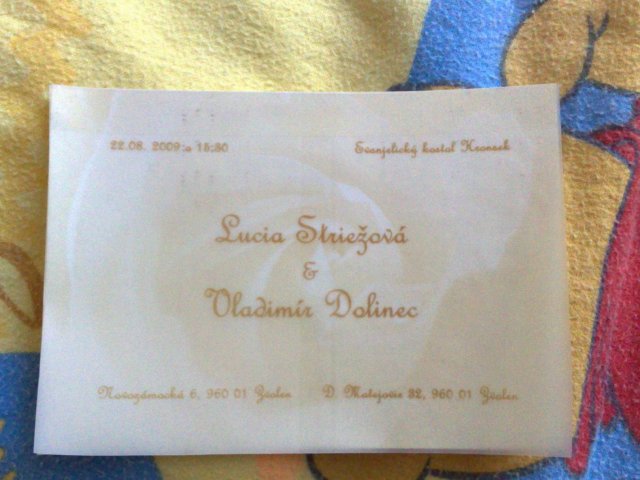 22.08. 2009 o 15:30 Evanjelický kostol Hronsek
Lucia Striežová
&
Vladimír Dolinec
Novozámocká 6, 960 01 Zvolen D. Matejovie 32, 960 01 Zvolen